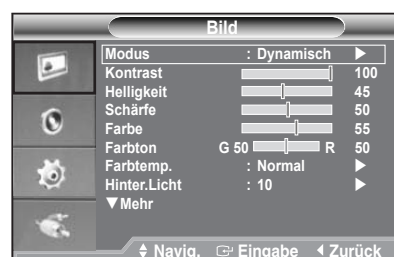 Bild
Modus : Dynamisch ▶
Kontrast 100
Helligkeit 45
Schärfe 50
Farbe 55
Farbton G 50 R 50
Farbtemp. : Normal ▶
Hinter.Licht : 10 ▶
▼Mehr
Navig. Eingabe Zurück